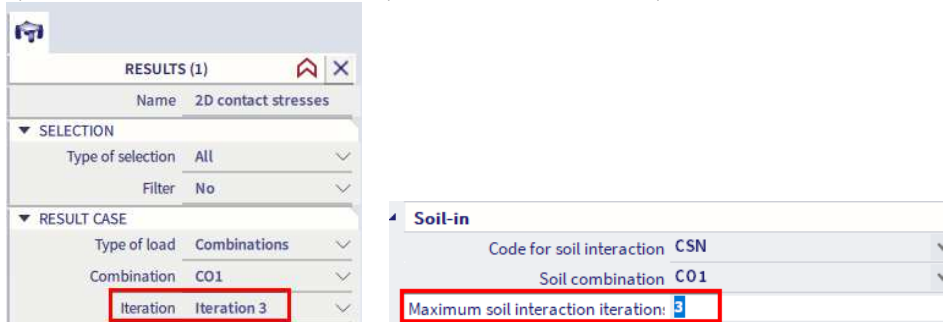 RESULTS (1)
Name 2D contact stresses
SELECTION
Type of selection All
Filter No
RESULT CASE
Type of load Combinations
Combination CO1
Iteration Iteration 3
Soil-in
Code for soil interaction CSN
Soil combination CO1
Maximum soil interaction iteration: 3